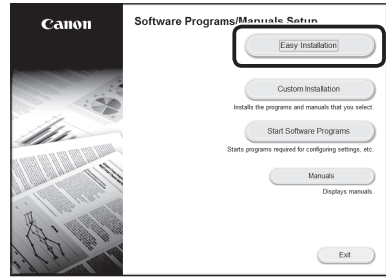 Canon
Software Programs/Manuals Setup
Easy Installation
Custom Installation
Installs the programs and manuals that you select.
Start Software Programs
Starts programs required for configuring settings, etc.
Manuals
Displays manuals.
Exit